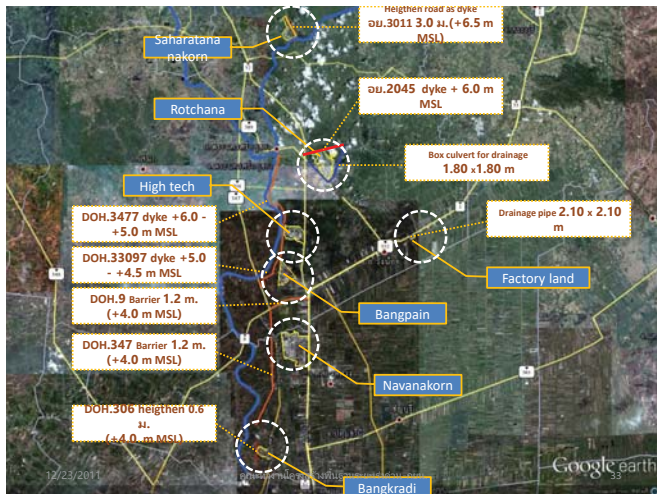 Heigthen road as dyke
อย.3011 3.0 ม.(+6.5 m
MSL)
Saharatana
nakorn
อย.2045 dyke + 6.0 m
MSL
Rotchana
Box culvert for drainage
1.80 x1.80 m
High tech
DOH.3477 dyke +6.0 -
+5.0 m MSL
Drainage pipe 2.10 x 2.10
m
DOH.33097 dyke +5.0
- +4.5 m MSL
Factory land
DOH.9 Barrier 1.2 m.
(+4.0 m MSL)
Bangpain
DOH.347 Barrier 1.2 m.
(+4.0 m MSL)
Navanakorn
DOH.306 heigthen 0.6
ม.
(+4.0 m MSL)
Google earth
12/23/2011
33
Bangkradi